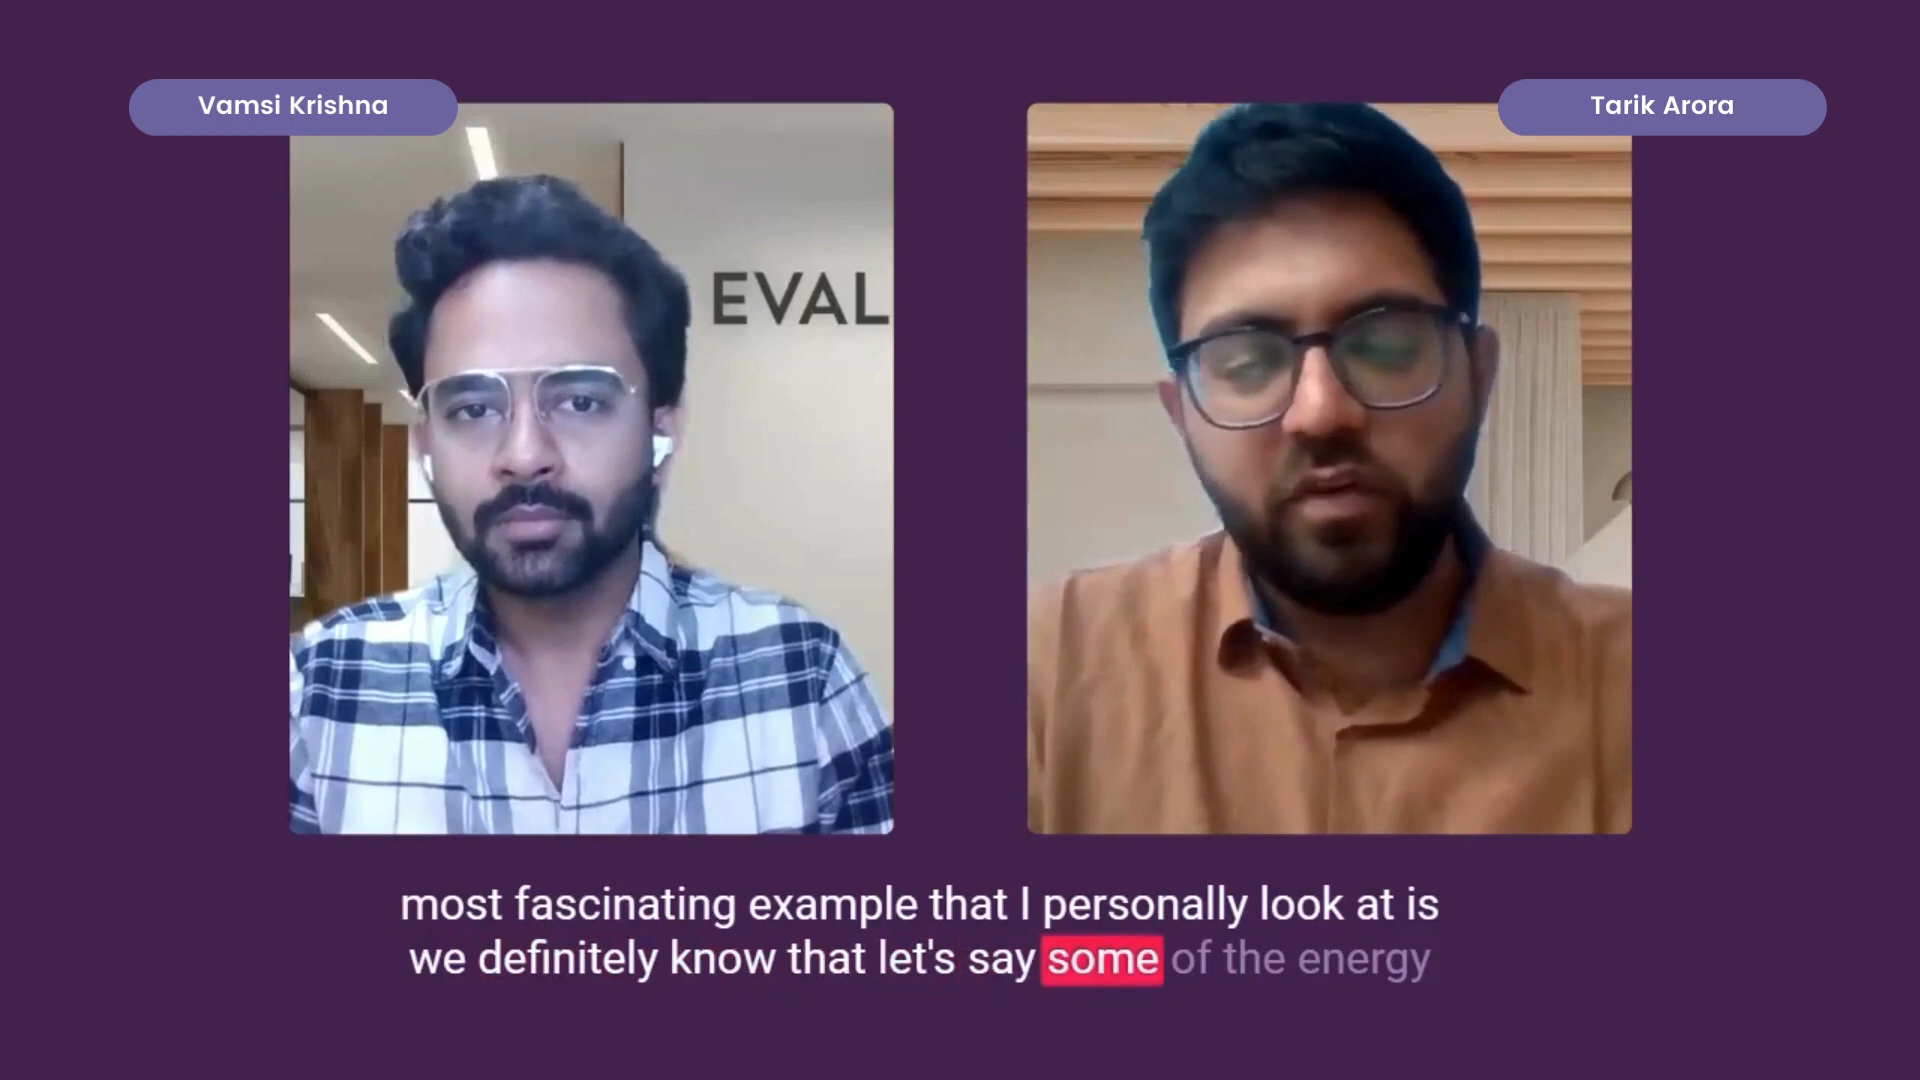 Vamsi Krishna
Tarik Arora
EVAL
most fascinating example that I personally look at is
we definitely know that let's say some of the energy